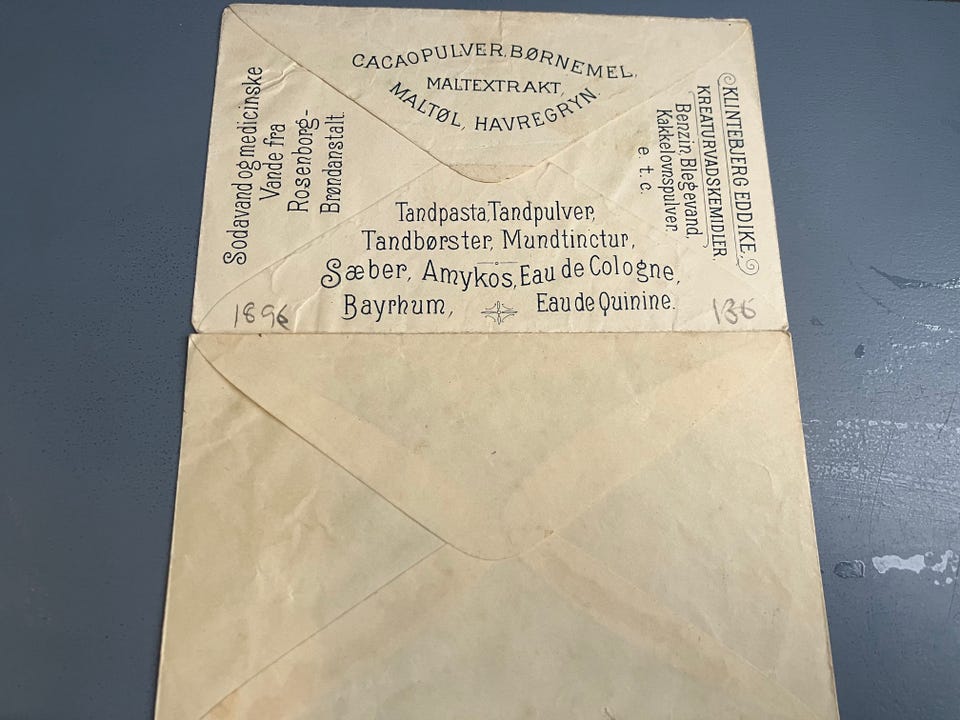 CACAOPULVER, BØRNEMEL,
MALTEXTRAKT,
MALTØL, HAVREGRYN.
Sodavand og medicinske
Vande fra
Rosenborg-
Brøndanstalt.
KLINTEBJERG EDDIKE,
KREATURVADSKEMIDLER.
Benzin, Blegevand,
Kakkelovnspulver
e. t. c.
Tandpasta, Tandpulver,
Tandbørster, Mundtinctur,
Sæber, Amykos, Eau de Cologne,
Bayrhum, Eau de Quinine.
1896 136